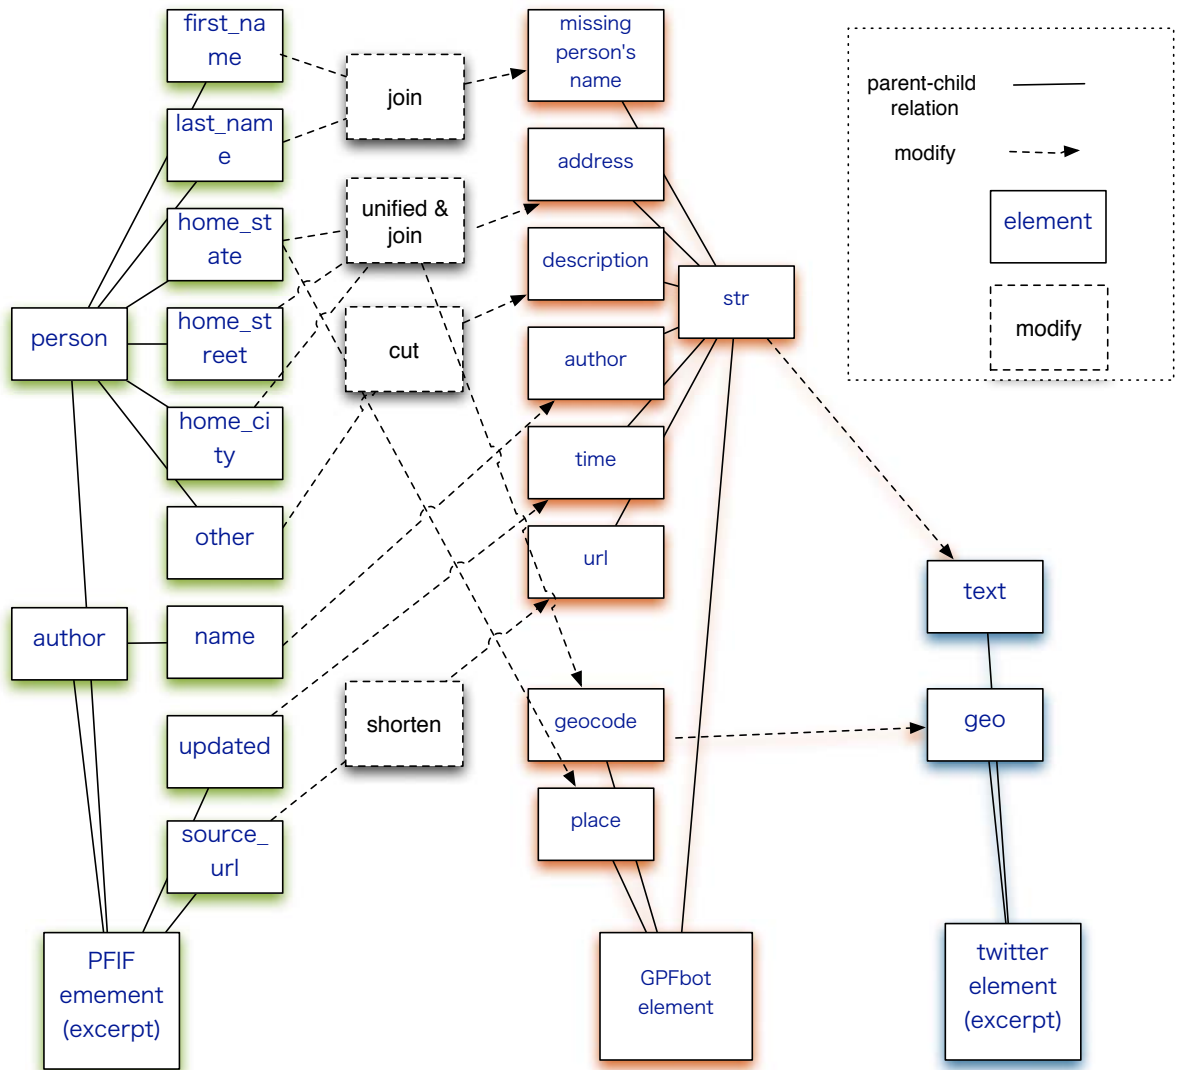 first_na
me
last_nam
e
home_st
ate
person
home_st
reet
home_ci
ty
other
author
name
updated
source_
url
PFIF
emement
(excerpt)
join
unified &
join
cut
shorten
missing
person's
name
address
description
str
author
time
url
geocode
place
GPFbot
element
parent-child
relation
modify
element
modify
text
geo
twitter
element
(excerpt)